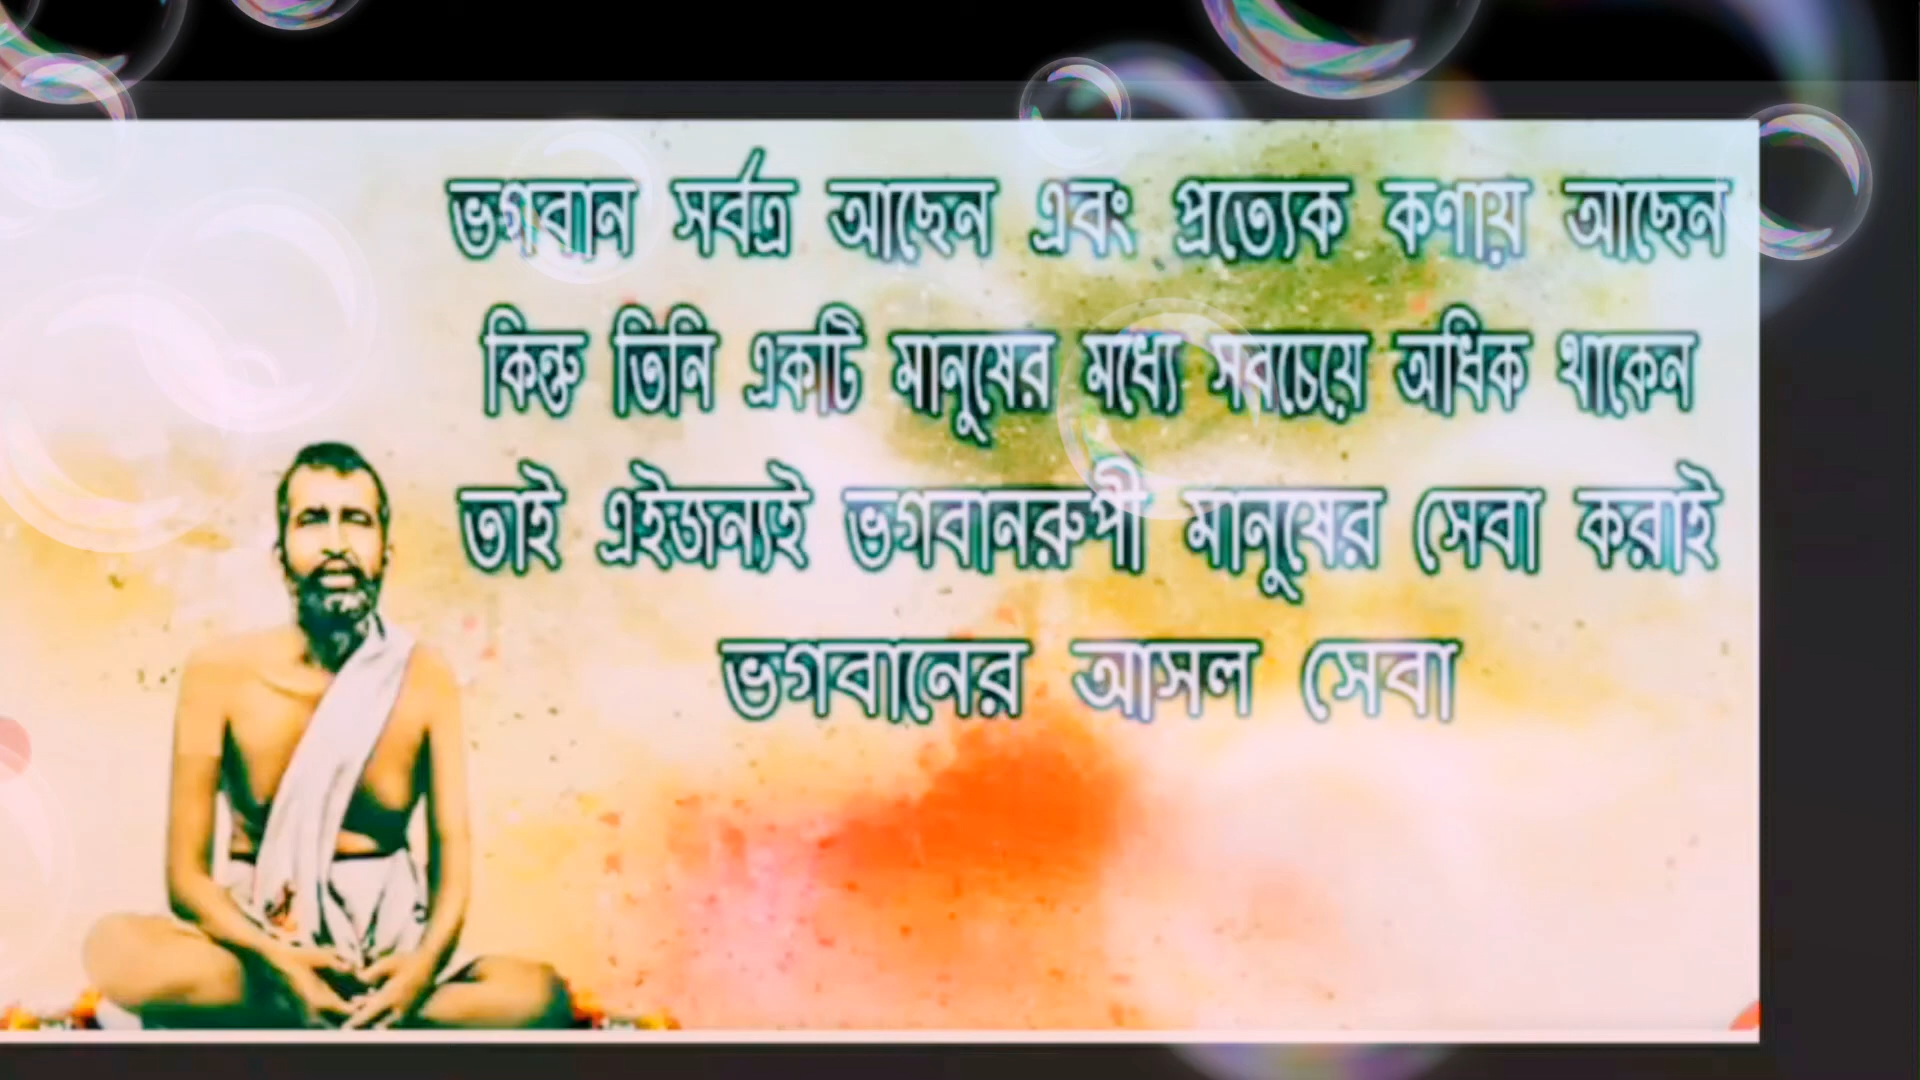 ভগবান সর্বত্র আছেন এবং প্রত্যেক কণায় আছেন
কিন্তু তিনি একটি মানুষের মধ্যে সবচেয়ে অধিক থাকেন
তাই এইজন্যই ভগবানরুপী মানুষের সেবা করাই
ভগবানের আসল সেবা